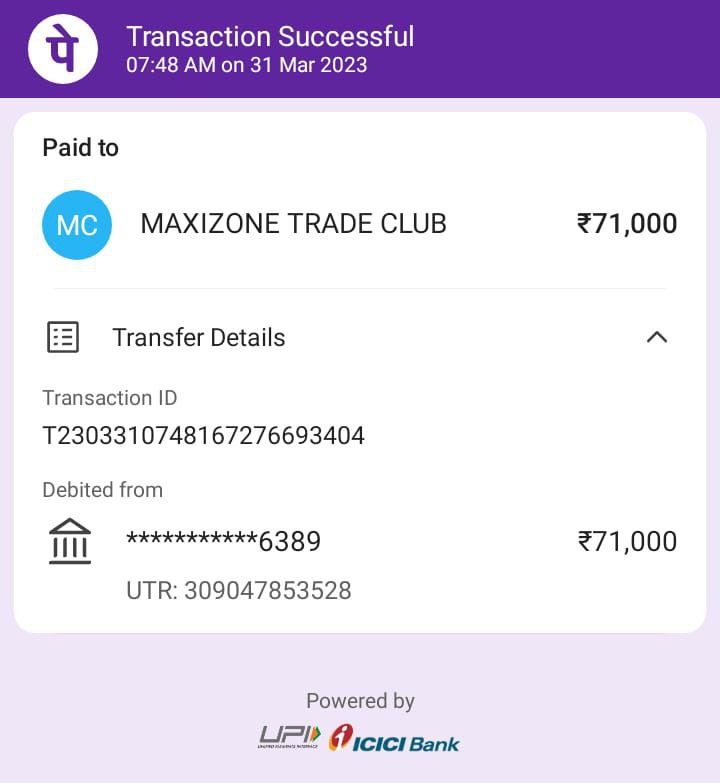 पे
Transaction Successful
07:48 AM on 31 Mar 2023
Paid to
MC MAXIZONE TRADE CLUB ₹71,000
Transfer Details
Transaction ID
T2303310748167276693404
Debited from
***********6389 ₹71,000
UTR: 309047853528
Powered by
UPI ICICI Bank
UNIFIED PAYMENTS INTERFACE